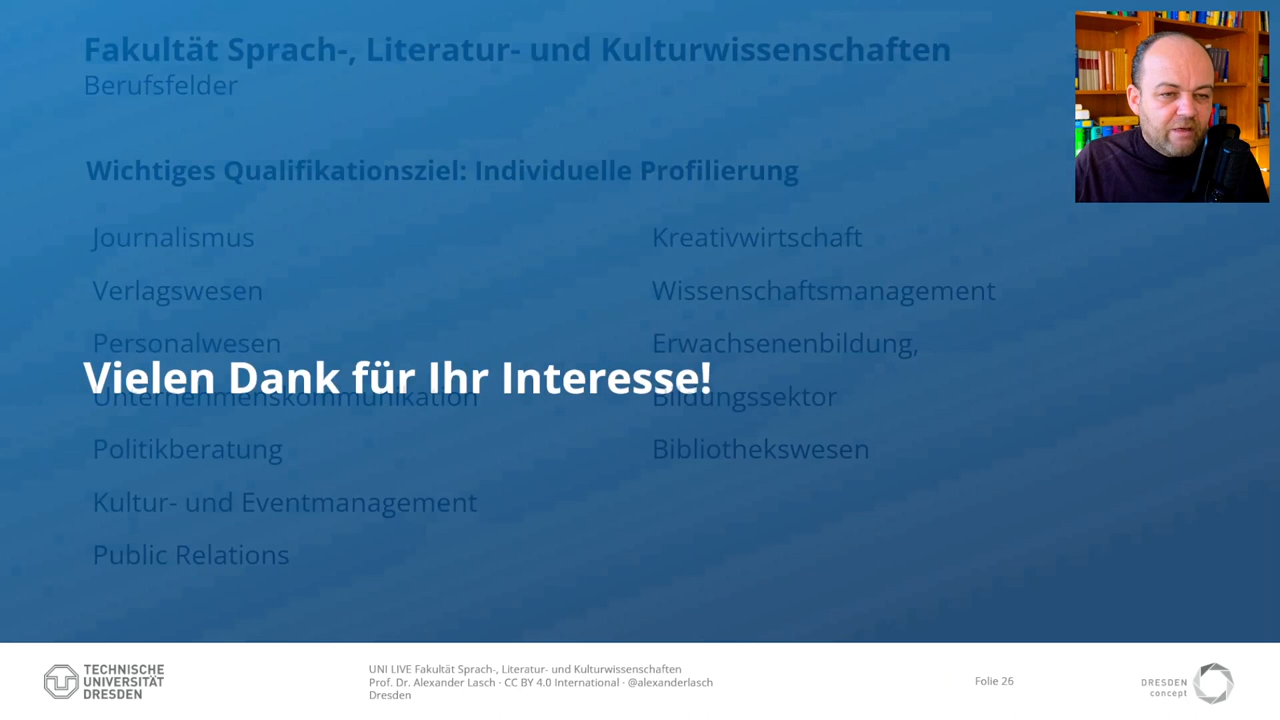 Fakultät Sprach-, Literatur- und Kulturwissenschaften
Berufsfelder
Wichtiges Qualifikationsziel: Individuelle Profilierung
Journalismus
Verlagswesen
Personalwesen
Unternehmenskommunikation
Politikberatung
Kultur- und Eventmanagement
Public Relations
Kreativwirtschaft
Wissenschaftsmanagement
Erwachsenenbildung,
Bildungssektor
Bibliothekswesen
Vielen Dank für Ihr Interesse!
TECHNISCHE
UNIVERSITÄT
DRESDEN
UNI LIVE Fakultät Sprach-, Literatur- und Kulturwissenschaften
Prof. Dr. Alexander Lasch · CC BY 4.0 International · @alexanderlasch
Dresden
Folie 26
DRESDEN
concept